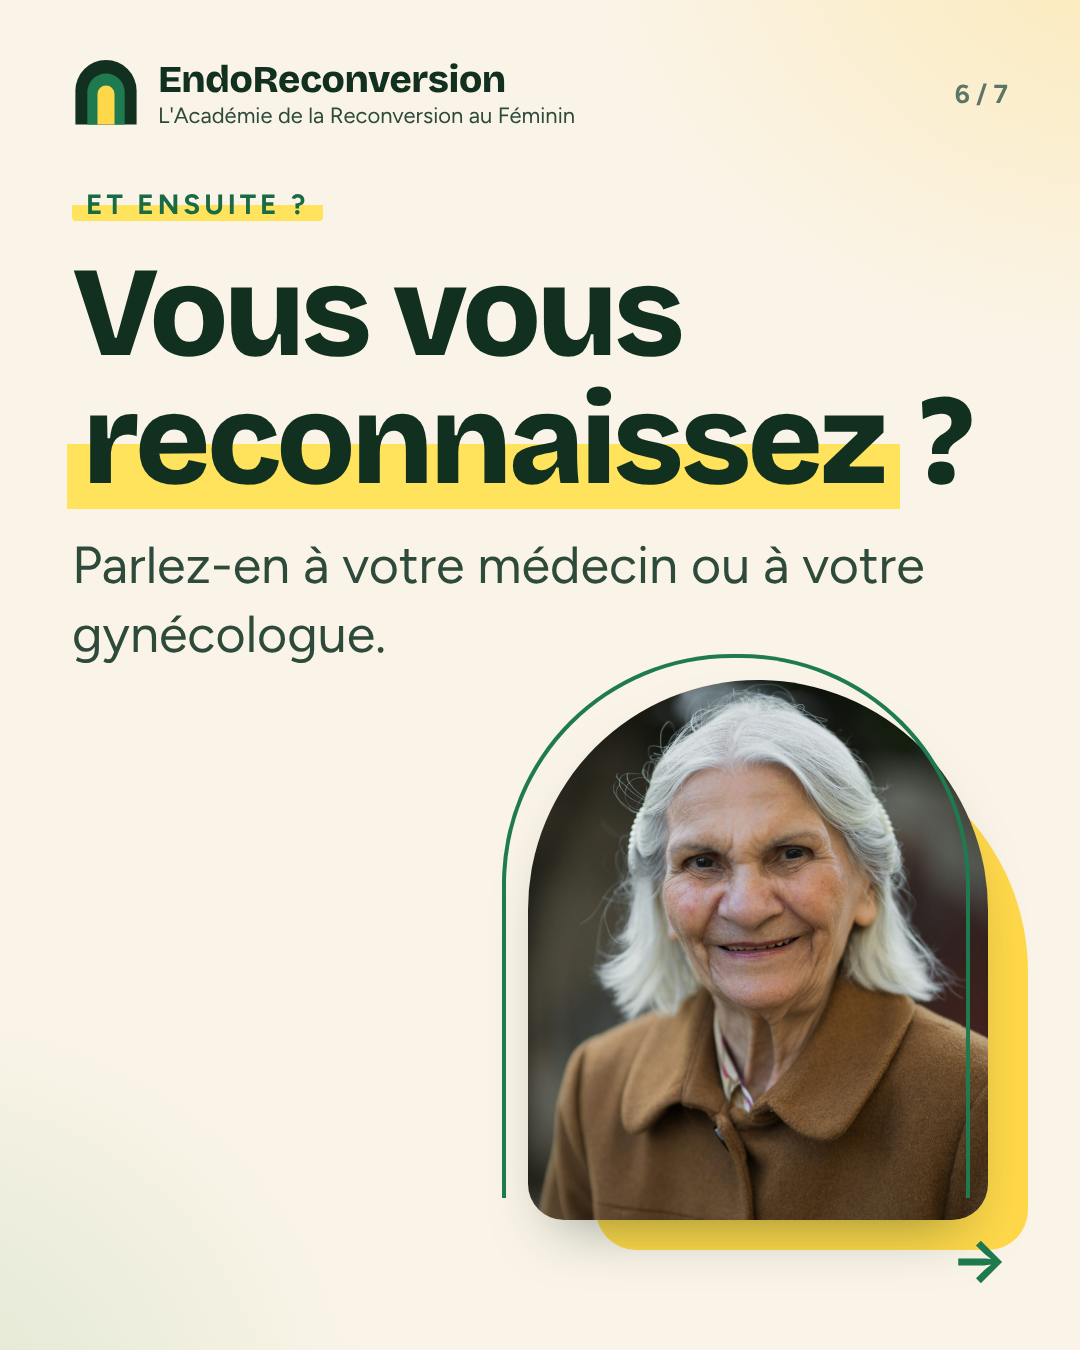 EndoReconversion
L'Académie de la Reconversion au Féminin
6 / 7
ET ENSUITE ?
Vous vous
reconnaissez ?
Parlez-en à votre médecin ou à votre
gynécologue.